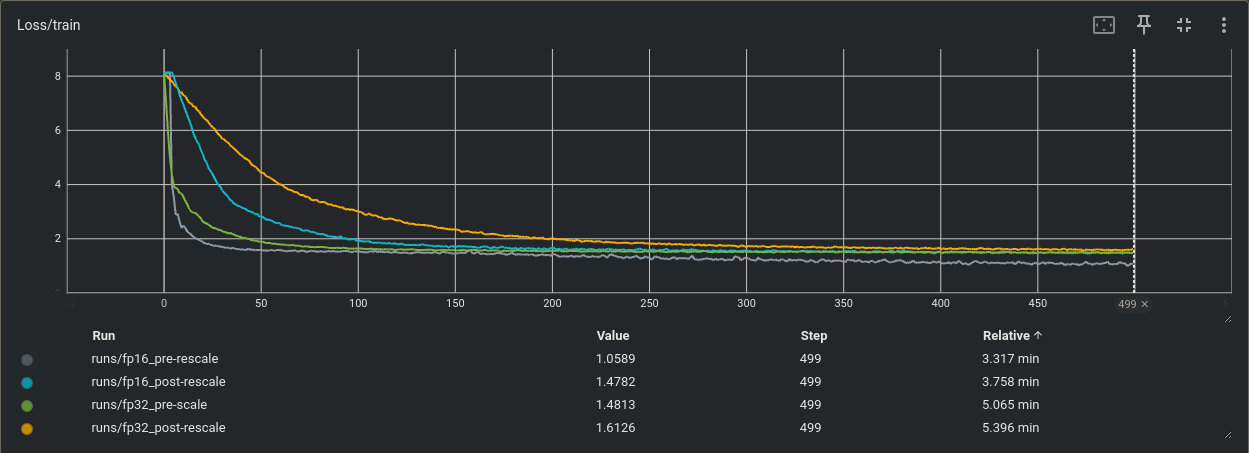 Loss/train
8
6
4
2
0 50 100 150 200 250 300 350 400 450 499 ×
Run Value Step Relative ↑
runs/fp16_pre-rescale 1.0589 499 3.317 min
runs/fp16_post-rescale 1.4782 499 3.758 min
runs/fp32_pre-scale 1.4813 499 5.065 min
runs/fp32_post-rescale 1.6126 499 5.396 min